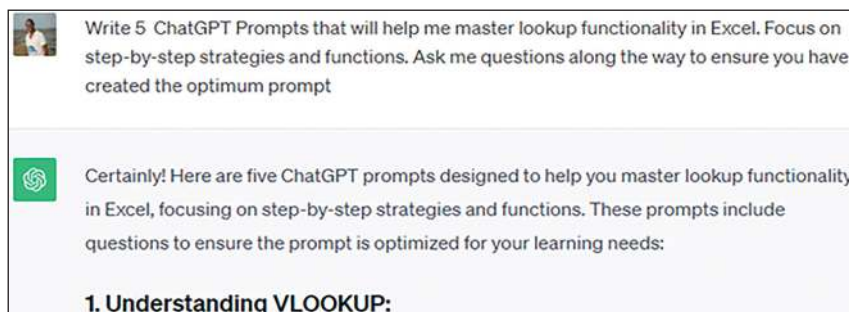 Write 5 ChatGPT Prompts that will help me master lookup functionality in Excel. Focus on
step-by-step strategies and functions. Ask me questions along the way to ensure you have
created the optimum prompt
Certainly! Here are five ChatGPT prompts designed to help you master lookup functionality
in Excel, focusing on step-by-step strategies and functions. These prompts include
questions to ensure the prompt is optimized for your learning needs:
1. Understanding VLOOKUP: